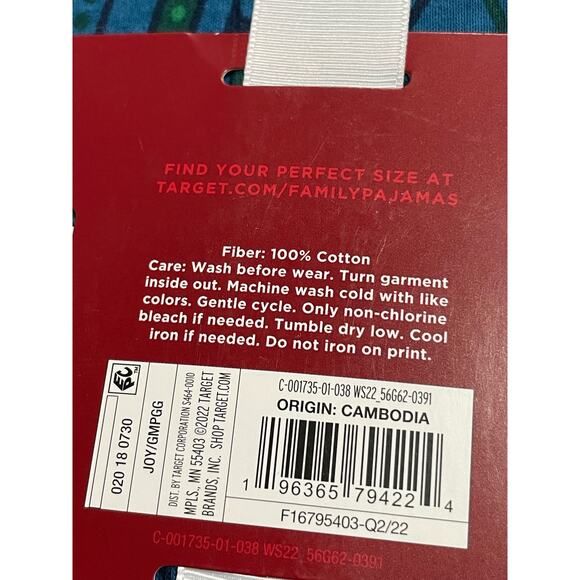 FIND YOUR PERFECT SIZE AT
TARGET.COM/FAMILYPAJAMAS
Fiber: 100% Cotton
Care: Wash before wear. Turn garment
inside out. Machine wash cold with like
colors. Gentle cycle. Only non-chlorine
bleach if needed. Tumble dry low. Cool
iron if needed. Do not iron on print.
EPC TM
020 18 0730
JOY/GMPGG
DIST. BY TARGET CORPORATION S464-0010
MPLS., MN 55403 ©2022 TARGET
BRANDS, INC. SHOP TARGET.COM
C-001735-01-038 WS22_56G62-0391
ORIGIN: CAMBODIA
1 96365 79422 4
F16795403-Q2/22
C-001735-01-038 WS22_56G62-0391